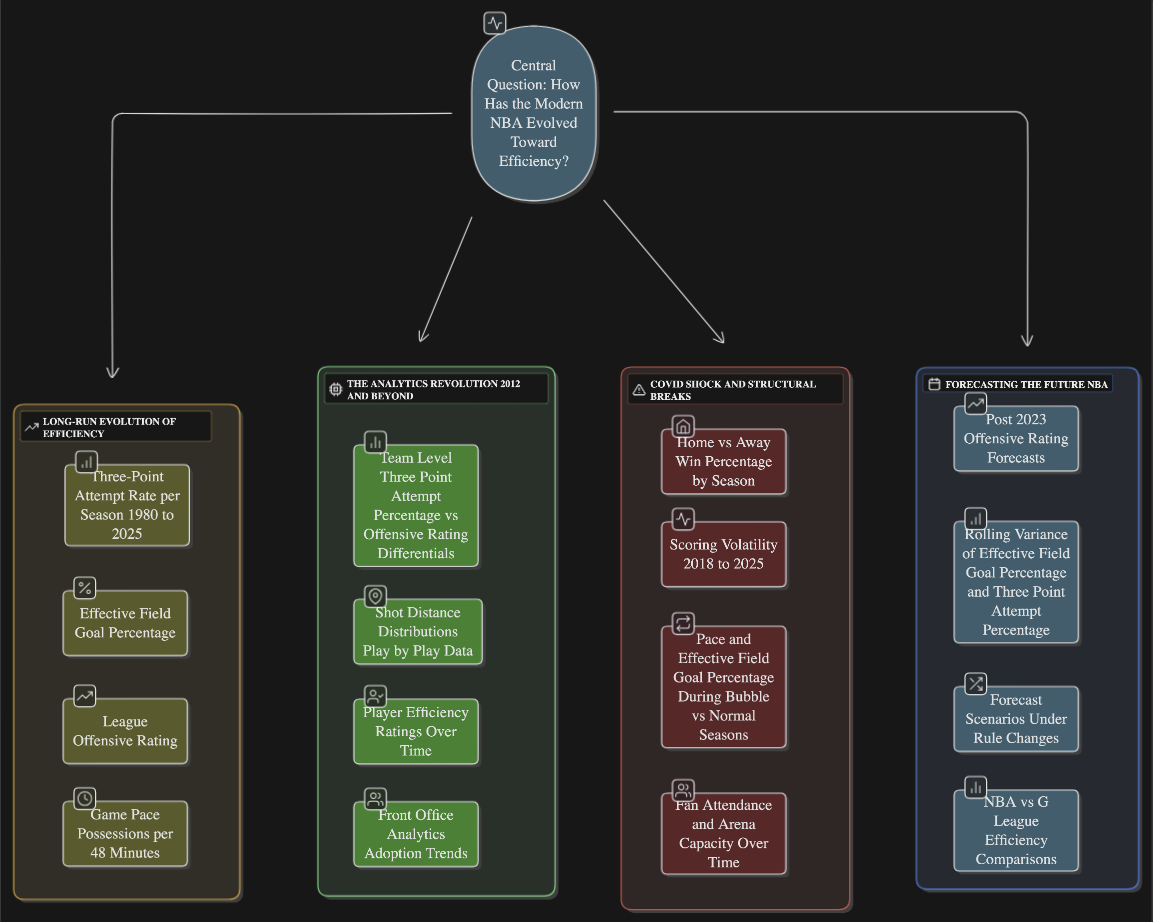 Central
Question: How
Has the Modern
NBA Evolved
Toward
Efficiency?
LONG-RUN EVOLUTION OF
EFFICIENCY
Three-Point
Attempt Rate per
Season 1980 to
2025
Effective Field
Goal Percentage
League
Offensive Rating
Game Pace
Possessions per
48 Minutes
THE ANALYTICS REVOLUTION 2012
AND BEYOND
Team Level
Three Point
Attempt
Percentage vs
Offensive Rating
Differentials
Shot Distance
Distributions
Play by Play Data
Player Efficiency
Ratings Over
Time
Front Office
Analytics
Adoption Trends
COVID SHOCK AND STRUCTURAL
BREAKS
Home vs Away
Win Percentage
by Season
Scoring Volatility
2018 to 2025
Pace and
Effective Field
Goal Percentage
During Bubble
vs Normal
Seasons
Fan Attendance
and Arena
Capacity Over
Time
FORECASTING THE FUTURE NBA
Post 2023
Offensive Rating
Forecasts
Rolling Variance
of Effective Field
Goal Percentage
and Three Point
Attempt
Percentage
Forecast
Scenarios Under
Rule Changes
NBA vs G
League
Efficiency
Comparisons